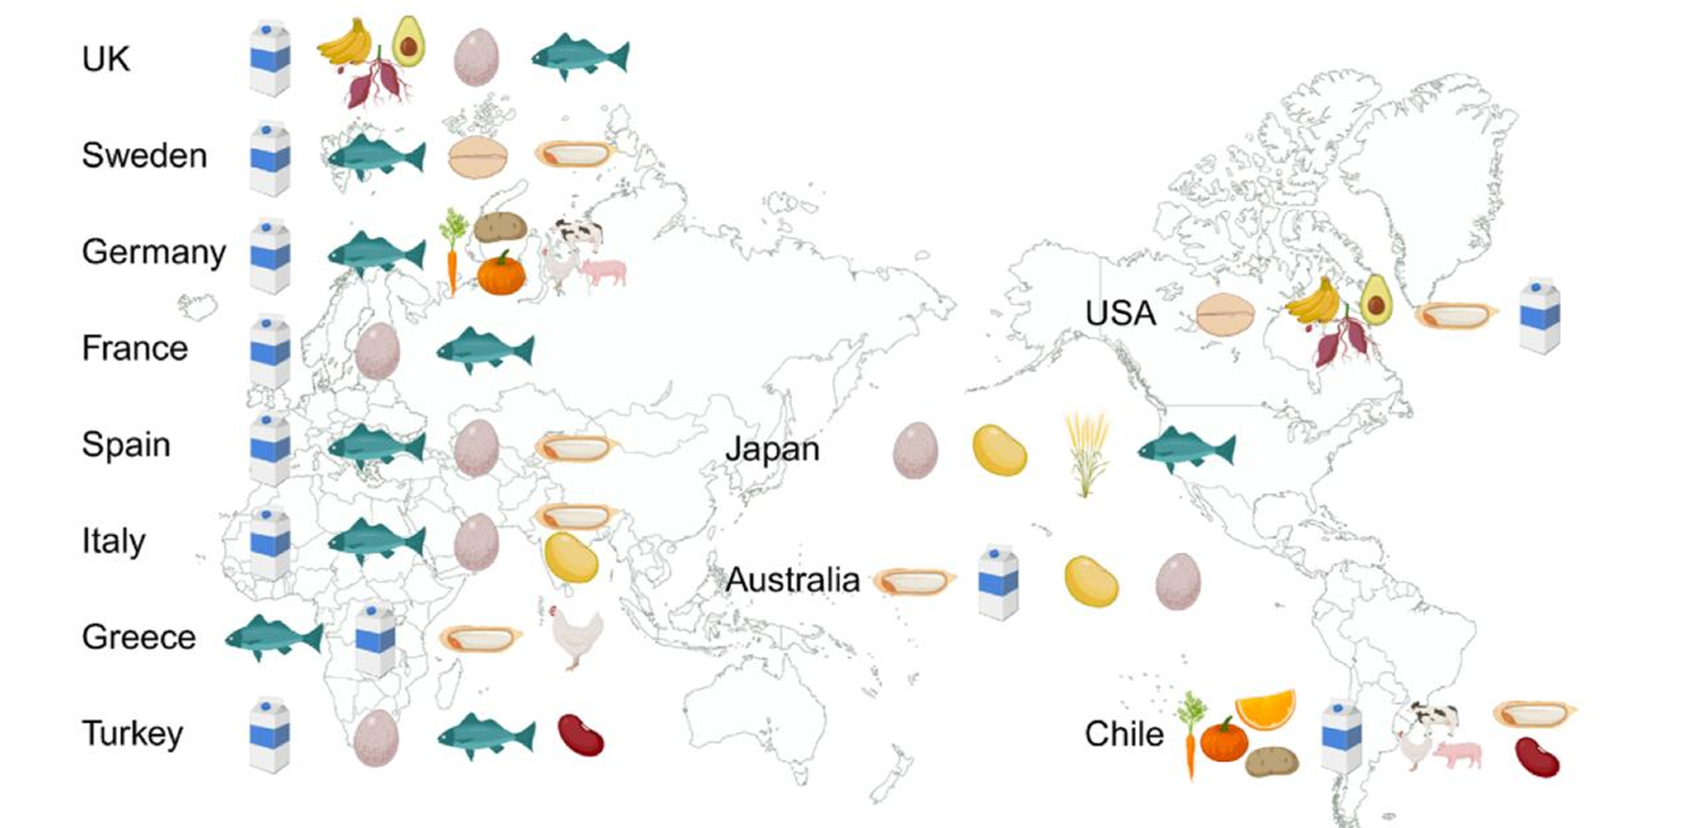 UK
Sweden
Germany
France
Spain
Italy
Greece
Turkey
USA
Japan
Australia
Chile